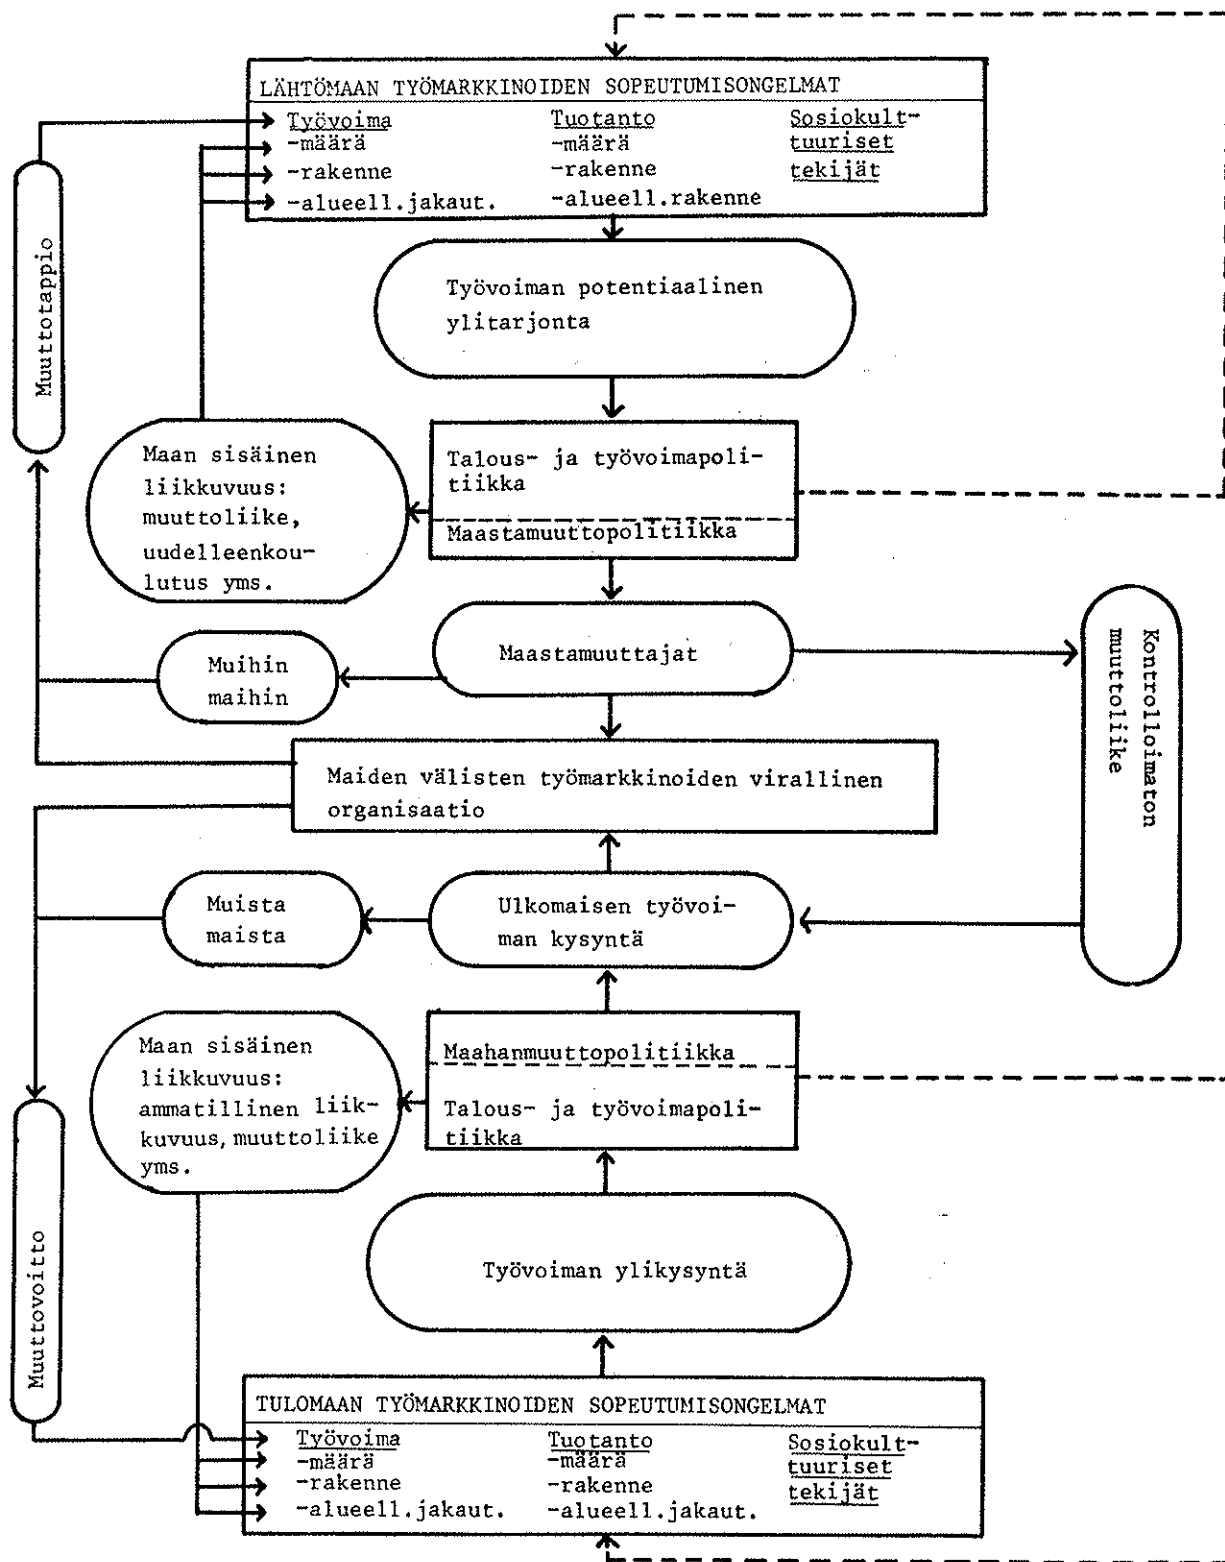 LÄHTÖMAAN TYÖMARKKINOIDEN SOPEUTUMISONGELMAT
Työvoima
-määrä
-rakenne
-alueell.jakaut.
Tuotanto
-määrä
-rakenne
-alueell.rakenne
Sosiokult-
tuuriset
tekijät
Muuttotappio
Työvoiman potentiaalinen
ylitarjonta
Maan sisäinen
liikkuvuus:
muuttoliike,
uudelleenkou-
lutus yms.
Talous- ja työvoimapoli-
tiikka
Maastamuuttopolitiikka
Maastamuuttajat
Muihin
maihin
Kontrolloimaton
muuttoliike
Maiden välisten työmarkkinoiden virallinen
organisaatio
Muista
maista
Ulkomaisen työvoi-
man kysyntä
Maan sisäinen
liikkuvuus:
ammatillinen liik-
kuvuus, muuttoliike
yms.
Maahanmuuttopolitiikka
Talous- ja työvoimapoli-
tiikka
Muuttovoitto
Työvoiman ylikysyntä
TULOMAAN TYÖMARKKINOIDEN SOPEUTUMISONGELMAT
Työvoima
-määrä
-rakenne
-alueell.jakaut.
Tuotanto
-määrä
-rakenne
-alueell.jakaut.
Sosiokult-
tuuriset
tekijät